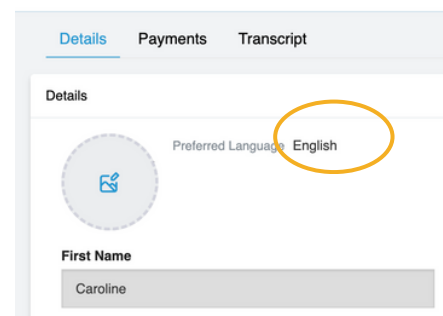 Details Payments Transcript
Details
Preferred Language English
First Name
Caroline